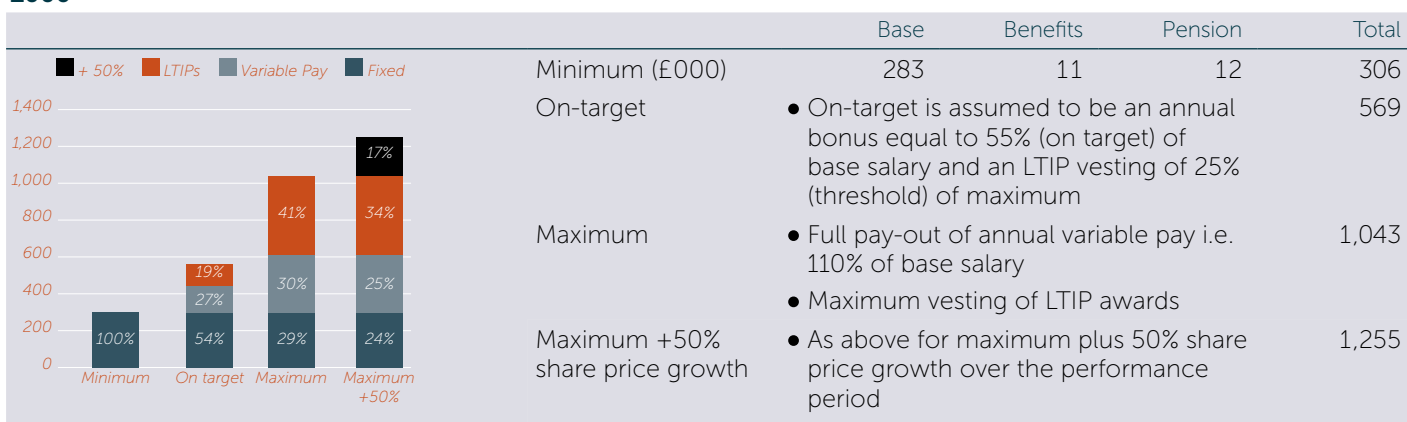 Base Benefits Pension Total
+ 50% LTIPs Variable Pay Fixed
1,400
1,200
1,000
800
600
400
200
0
100%
54%
27%
19%
29%
30%
41%
24%
25%
34%
17%
Minimum On target Maximum Maximum
+50%
Minimum (£000) 283 11 12 306
On-target ● On-target is assumed to be an annual 569
bonus equal to 55% (on target) of
base salary and an LTIP vesting of 25%
(threshold) of maximum
Maximum ● Full pay-out of annual variable pay i.e. 1,043
110% of base salary
● Maximum vesting of LTIP awards
Maximum +50% ● As above for maximum plus 50% share 1,255
share price growth price growth over the performance
period